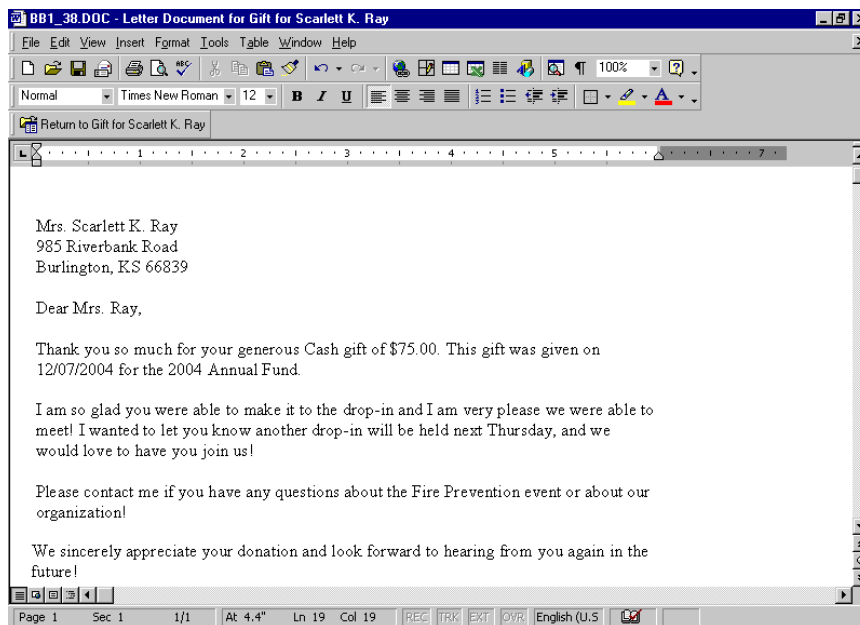 BB1_38.DOC - Letter Document for Gift for Scarlett K. Ray
File Edit View Insert Format Tools Table Window Help
ABC
100%
Normal Times New Roman 12 B I U A
Return to Gift for Scarlett K. Ray
L 1 2 3 4 5 7
Mrs. Scarlett K. Ray
985 Riverbank Road
Burlington, KS 66839
Dear Mrs. Ray,
Thank you so much for your generous Cash gift of $75.00. This gift was given on
12/07/2004 for the 2004 Annual Fund.
I am so glad you were able to make it to the drop-in and I am very please we were able to
meet! I wanted to let you know another drop-in will be held next Thursday, and we
would love to have you join us!
Please contact me if you have any questions about the Fire Prevention event or about our
organization!
We sincerely appreciate your donation and look forward to hearing from you again in the
future!
Page 1 Sec 1 1/1 At 4.4" Ln 19 Col 19 REC TRK EXT OVR English (U.S